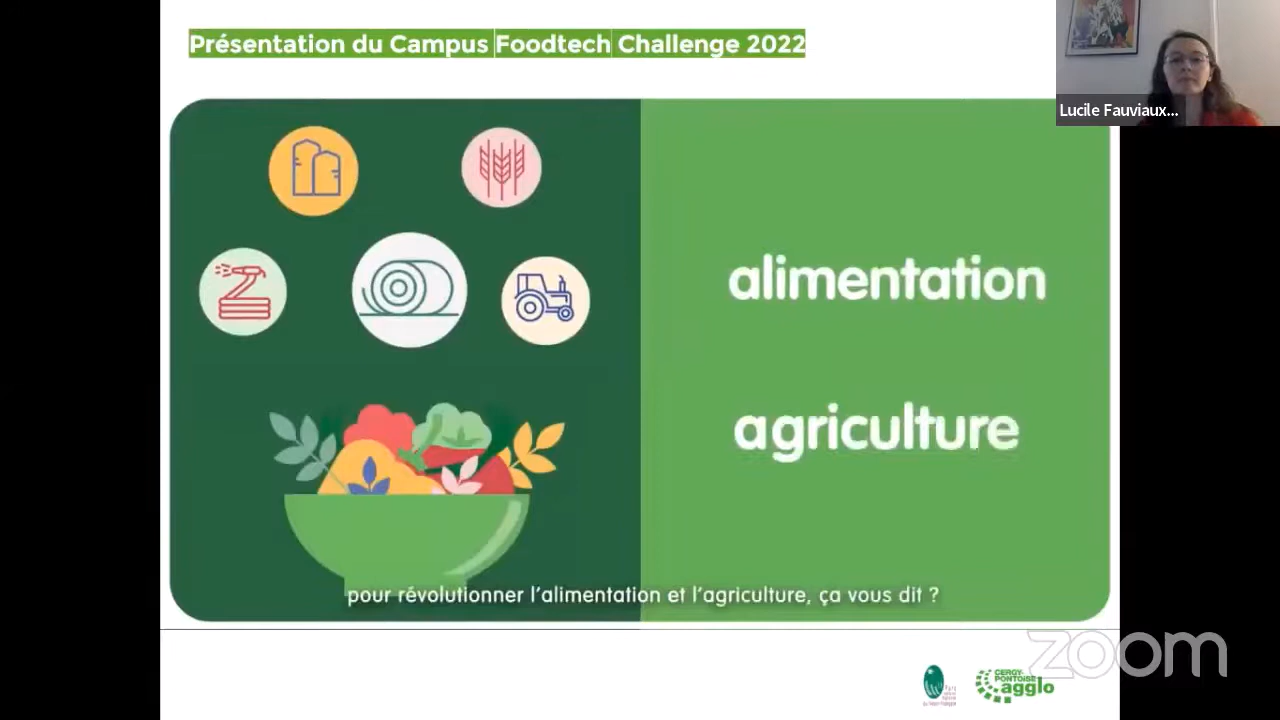 Présentation du Campus Foodtech Challenge 2022
Lucile Fauviaux...
alimentation
agriculture
pour révolutionner l'alimentation et l'agriculture, ça vous dit ?
zoom
CERGY-
PONTOISE
agglo